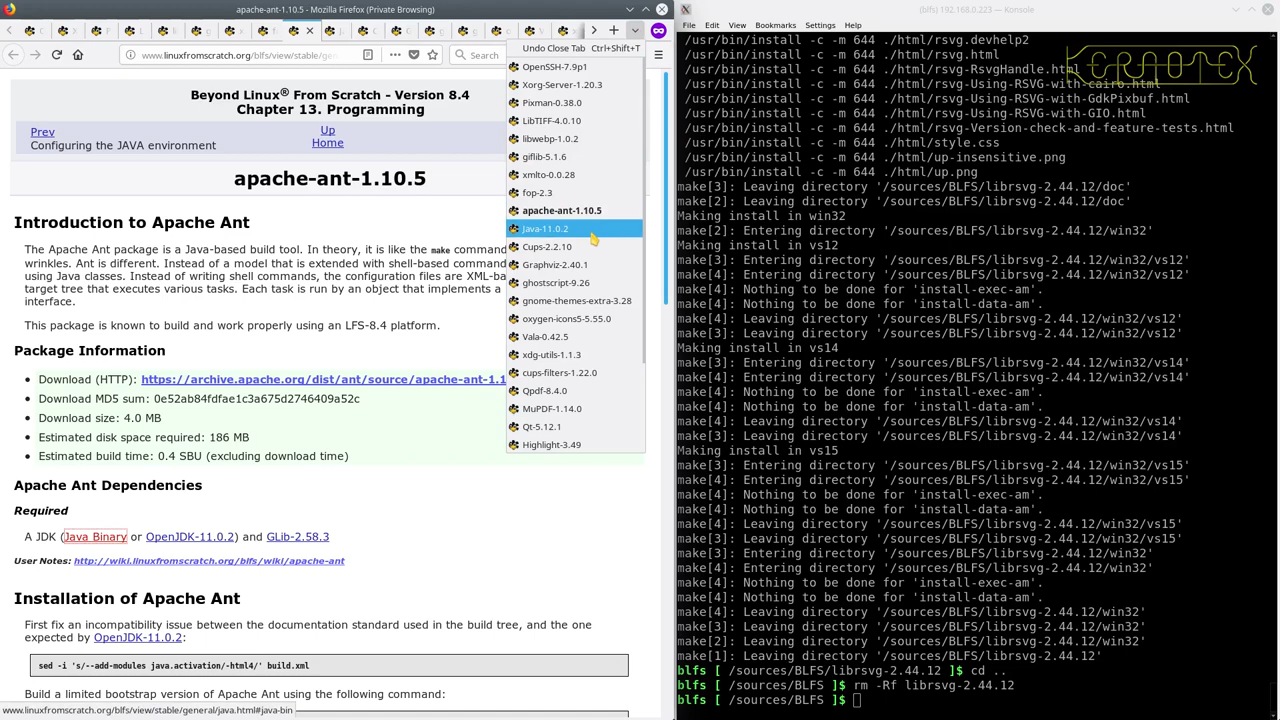 apache-ant-1.10.5 - Mozilla Firefox (Private Browsing)
www.linuxfromscratch.org/blfs/view/stable/gen
Search
Beyond Linux® From Scratch - Version 8.4
Chapter 13. Programming
Prev
Up
Configuring the JAVA environment
Home
apache-ant-1.10.5
Introduction to Apache Ant
The Apache Ant package is a Java-based build tool. In theory, it is like the make command
wrinkles. Ant is different. Instead of a model that is extended with shell-based command
using Java classes. Instead of writing shell commands, the configuration files are XML-ba
target tree that executes various tasks. Each task is run by an object that implements a
interface.
This package is known to build and work properly using an LFS-8.4 platform.
Package Information
Download (HTTP): https://archive.apache.org/dist/ant/source/apache-ant-1.1
Download MD5 sum: 0e52ab84fdfae1c3a675d2746409a52c
Download size: 4.0 MB
Estimated disk space required: 186 MB
Estimated build time: 0.4 SBU (excluding download time)
Apache Ant Dependencies
Required
A JDK (Java Binary or OpenJDK-11.0.2) and GLib-2.58.3
User Notes: http://wiki.linuxfromscratch.org/blfs/wiki/apache-ant
Installation of Apache Ant
First fix an incompatibility issue between the documentation standard used in the build tree, and the one
expected by OpenJDK-11.0.2:
sed -i 's/--add-modules java.activation/-html4/' build.xml
Build a limited bootstrap version of Apache Ant using the following command:
www.linuxfromscratch.org/blfs/view/stable/general/java.html#java-bin
Undo Close Tab Ctrl+Shift+T
OpenSSH-7.9p1
Xorg-Server-1.20.3
Pixman-0.38.0
LibTIFF-4.0.10
libwebp-1.0.2
giflib-5.1.6
xmlto-0.0.28
fop-2.3
apache-ant-1.10.5
Java-11.0.2
Cups-2.2.10
Graphviz-2.40.1
ghostscript-9.26
gnome-themes-extra-3.28
oxygen-icons5-5.55.0
Vala-0.42.5
xdg-utils-1.1.3
cups-filters-1.22.0
Qpdf-8.4.0
MuPDF-1.14.0
Qt-5.12.1
Highlight-3.49
(blfs) 192.168.0.223 — Konsole
File Edit View Bookmarks Settings Help
/usr/bin/install -c -m 644 ./html/rsvg.devhelp2
/usr/bin/install -c -m 644 ./html/rsvg.html
/usr/bin/install -c -m 644 ./html/rsvg-RsvgHandle.html
/usr/bin/install -c -m 644 ./html/rsvg-Using-RSVG-with-cairo.html
/usr/bin/install -c -m 644 ./html/rsvg-Using-RSVG-with-GdkPixbuf.html
/usr/bin/install -c -m 644 ./html/rsvg-Using-RSVG-with-GIO.html
/usr/bin/install -c -m 644 ./html/rsvg-Version-check-and-feature-tests.html
/usr/bin/install -c -m 644 ./html/style.css
/usr/bin/install -c -m 644 ./html/up-insensitive.png
/usr/bin/install -c -m 644 ./html/up.png
make[3]: Leaving directory '/sources/BLFS/librsvg-2.44.12/doc'
make[2]: Leaving directory '/sources/BLFS/librsvg-2.44.12/doc'
Making install in win32
make[2]: Entering directory '/sources/BLFS/librsvg-2.44.12/win32'
Making install in vs12
make[3]: Entering directory '/sources/BLFS/librsvg-2.44.12/win32/vs12'
make[4]: Entering directory '/sources/BLFS/librsvg-2.44.12/win32/vs12'
make[4]: Nothing to be done for 'install-exec-am'.
make[4]: Nothing to be done for 'install-data-am'.
make[4]: Leaving directory '/sources/BLFS/librsvg-2.44.12/win32/vs12'
make[3]: Leaving directory '/sources/BLFS/librsvg-2.44.12/win32/vs12'
Making install in vs14
make[3]: Entering directory '/sources/BLFS/librsvg-2.44.12/win32/vs14'
make[4]: Entering directory '/sources/BLFS/librsvg-2.44.12/win32/vs14'
make[4]: Nothing to be done for 'install-exec-am'.
make[4]: Nothing to be done for 'install-data-am'.
make[4]: Leaving directory '/sources/BLFS/librsvg-2.44.12/win32/vs14'
make[3]: Leaving directory '/sources/BLFS/librsvg-2.44.12/win32/vs14'
Making install in vs15
make[3]: Entering directory '/sources/BLFS/librsvg-2.44.12/win32/vs15'
make[4]: Entering directory '/sources/BLFS/librsvg-2.44.12/win32/vs15'
make[4]: Nothing to be done for 'install-exec-am'.
make[4]: Nothing to be done for 'install-data-am'.
make[4]: Leaving directory '/sources/BLFS/librsvg-2.44.12/win32/vs15'
make[3]: Leaving directory '/sources/BLFS/librsvg-2.44.12/win32/vs15'
make[3]: Entering directory '/sources/BLFS/librsvg-2.44.12/win32'
make[4]: Entering directory '/sources/BLFS/librsvg-2.44.12/win32'
make[4]: Nothing to be done for 'install-exec-am'.
make[4]: Nothing to be done for 'install-data-am'.
make[4]: Leaving directory '/sources/BLFS/librsvg-2.44.12/win32'
make[3]: Leaving directory '/sources/BLFS/librsvg-2.44.12/win32'
make[2]: Leaving directory '/sources/BLFS/librsvg-2.44.12/win32'
make[1]: Leaving directory '/sources/BLFS/librsvg-2.44.12'
blfs [ /sources/BLFS/librsvg-2.44.12 ]$ cd ..
blfs [ /sources/BLFS ]$ rm -Rf librsvg-2.44.12
blfs [ /sources/BLFS ]$